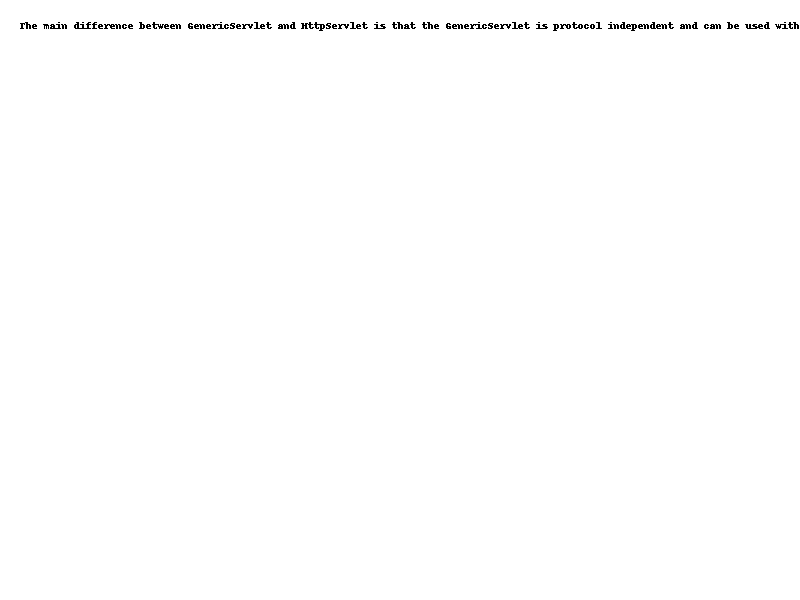 The main difference between GenericServlet and HttpServlet is that the GenericServlet is protocol independent and can be used with